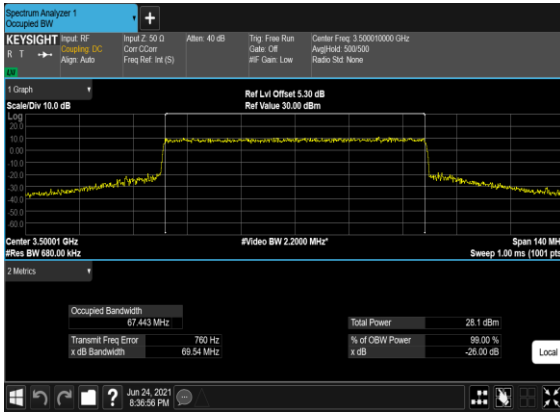 Spectrum Analyzer 1
Occupied BW
KEYSIGHT
R T
LXI
Input: RF
Coupling: DC
Align: Auto
Input Z: 50 Ω
Corr CCorr
Freq Ref: Int (S)
Atten: 40 dB
Trig: Free Run
Gate: Off
#IF Gain: Low
Center Freq: 3.500010000 GHz
Avg|Hold: 500/500
Radio Std: None
1 Graph
Scale/Div 10.0 dB
Ref Lvl Offset 5.30 dB
Ref Value 30.00 dBm
Log
20.0
10.0
0.00
-10.0
-20.0
-30.0
-40.0
-50.0
-60.0
Center 3.50001 GHz
#Res BW 680.00 kHz
#Video BW 2.2000 MHz*
Span 140 MH
Sweep 1.00 ms (1001 pts
2 Metrics
Occupied Bandwidth
67.443 MHz
Transmit Freq Error 760 Hz
x dB Bandwidth 69.54 MHz
Total Power 28.1 dBm
% of OBW Power 99.00 %
x dB -26.00 dB
Local
?
Jun 24, 2021
8:36:56 PM